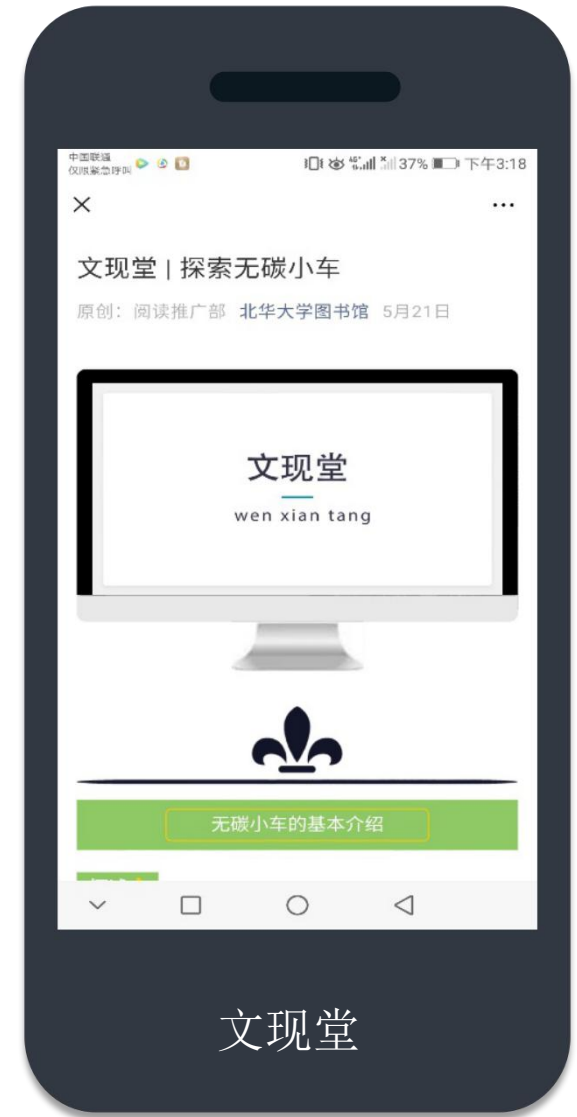 中国联通
仅限紧急呼叫 37% 下午3:18
文现堂 | 探索无碳小车
原创：阅读推广部 北华大学图书馆 5月21日
文现堂
wen xian tang
无碳小车的基本介绍
文现堂